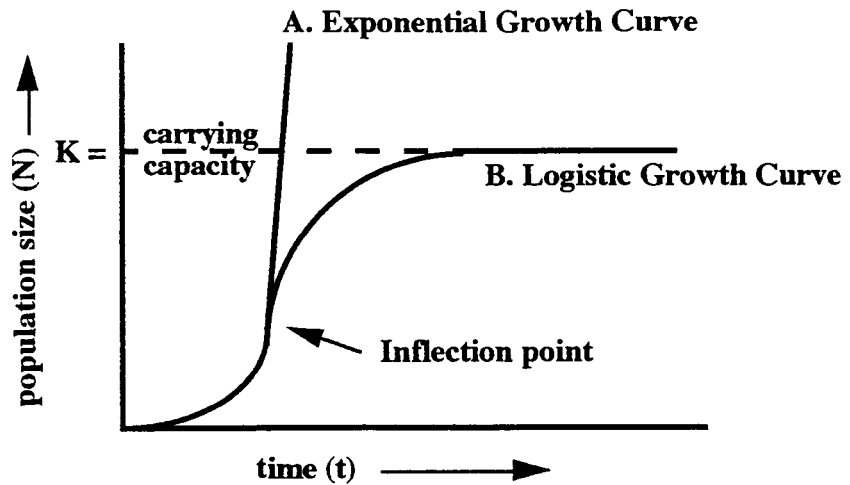 A. Exponential Growth Curve
carrying
K =
capacity
B. Logistic Growth Curve
population size (N)
Inflection point
time (t)